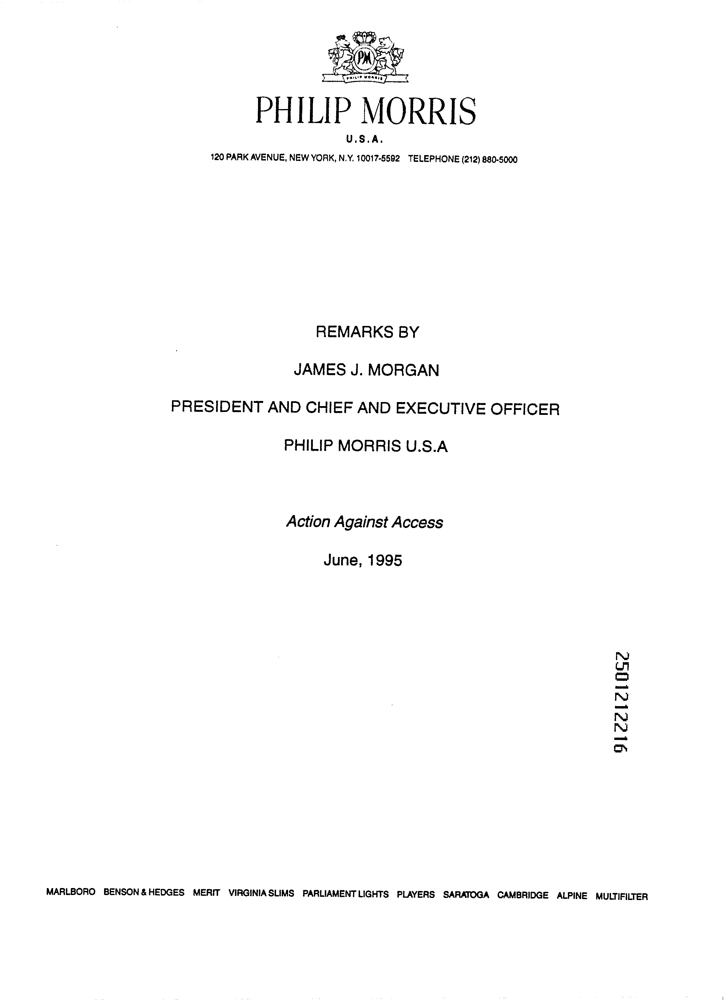 PM
PHILIP MORRIS
PHILIP MORRIS
U.S.A.
120 PARK AVENUE, NEW YORK, N.Y. 10017-5592 TELEPHONE (212) 880-5000
REMARKS BY
JAMES J. MORGAN
PRESIDENT AND CHIEF AND EXECUTIVE OFFICER
PHILIP MORRIS U.S.A
Action Against Access
June, 1995
2501212216
MARLBORO BENSON & HEDGES MERIT VIRGINIA SLIMS PARLIAMENT LIGHTS PLAYERS SARATOGA CAMBRIDGE ALPINE MULTIFILTER